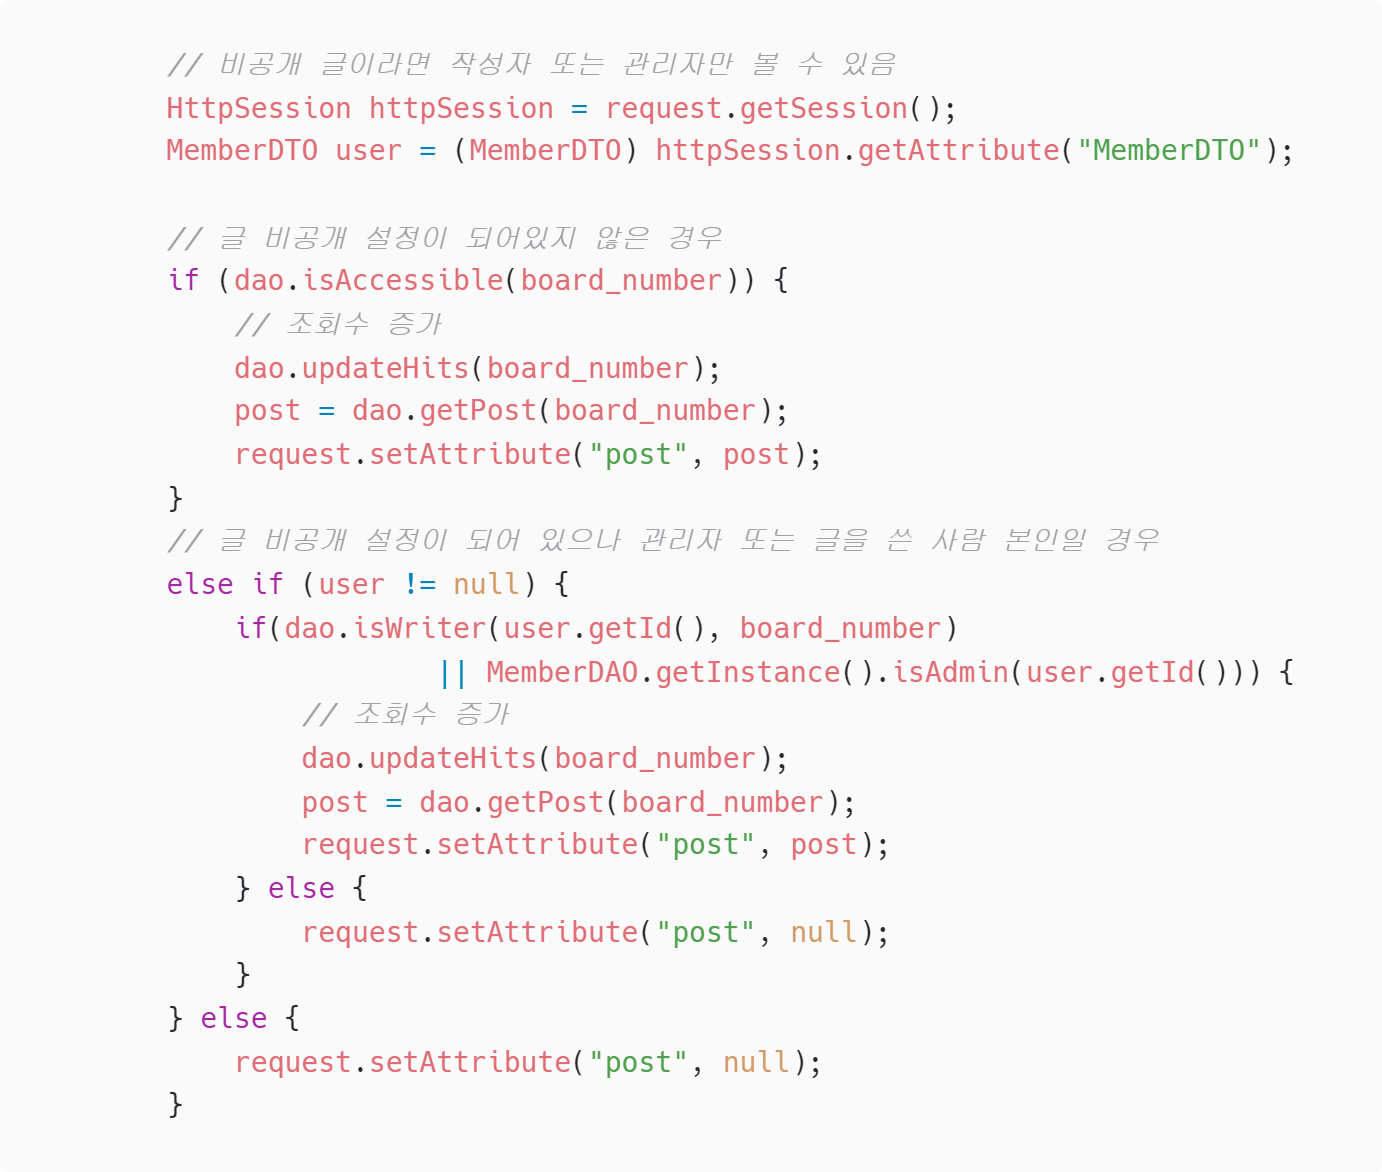 // 비공개 글이라면 작성자 또는 관리자만 볼 수 있음
HttpSession httpSession = request.getSession();
MemberDTO user = (MemberDTO) httpSession.getAttribute("MemberDTO");
// 글 비공개 설정이 되어있지 않은 경우
if (dao.isAccessible(board_number)) {
    // 조회수 증가
    dao.updateHits(board_number);
    post = dao.getPost(board_number);
    request.setAttribute("post", post);
}
// 글 비공개 설정이 되어 있으나 관리자 또는 글을 쓴 사람 본인일 경우
else if (user != null) {
    if(dao.isWriter(user.getId(), board_number)
                || MemberDAO.getInstance().isAdmin(user.getId())) {
        // 조회수 증가
        dao.updateHits(board_number);
        post = dao.getPost(board_number);
        request.setAttribute("post", post);
    } else {
        request.setAttribute("post", null);
    }
} else {
    request.setAttribute("post", null);
}